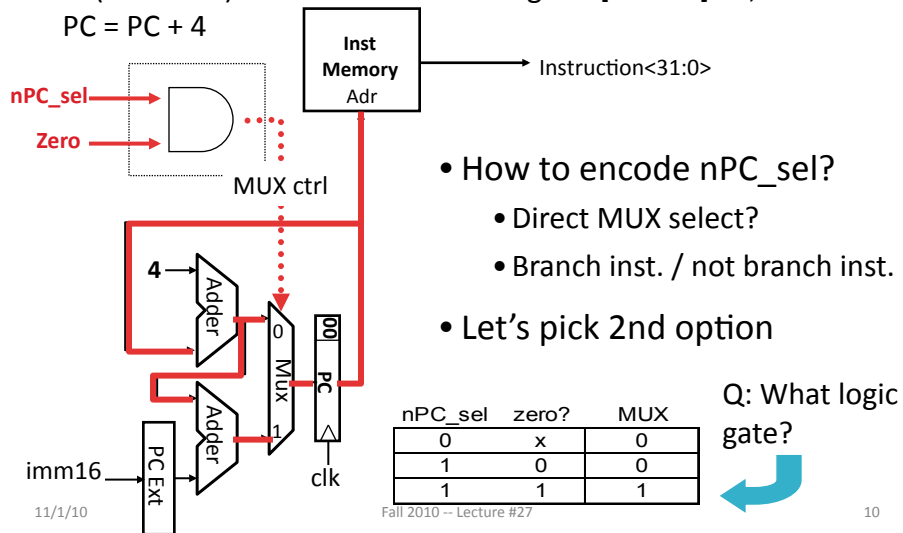 PC = PC + 4
Inst
Memory
Adr
Instruction<31:0>
nPC_sel
Zero
MUX ctrl
• How to encode nPC_sel?
• Direct MUX select?
• Branch inst. / not branch inst.
• Let's pick 2nd option
4
Adder
0
Mux
1
00
PC
clk
Adder
PC Ext
imm16
nPC_sel zero? MUX
0 x 0
1 0 0
1 1 1
Q: What logic
gate?
11/1/10
Fall 2010 -- Lecture #27
10